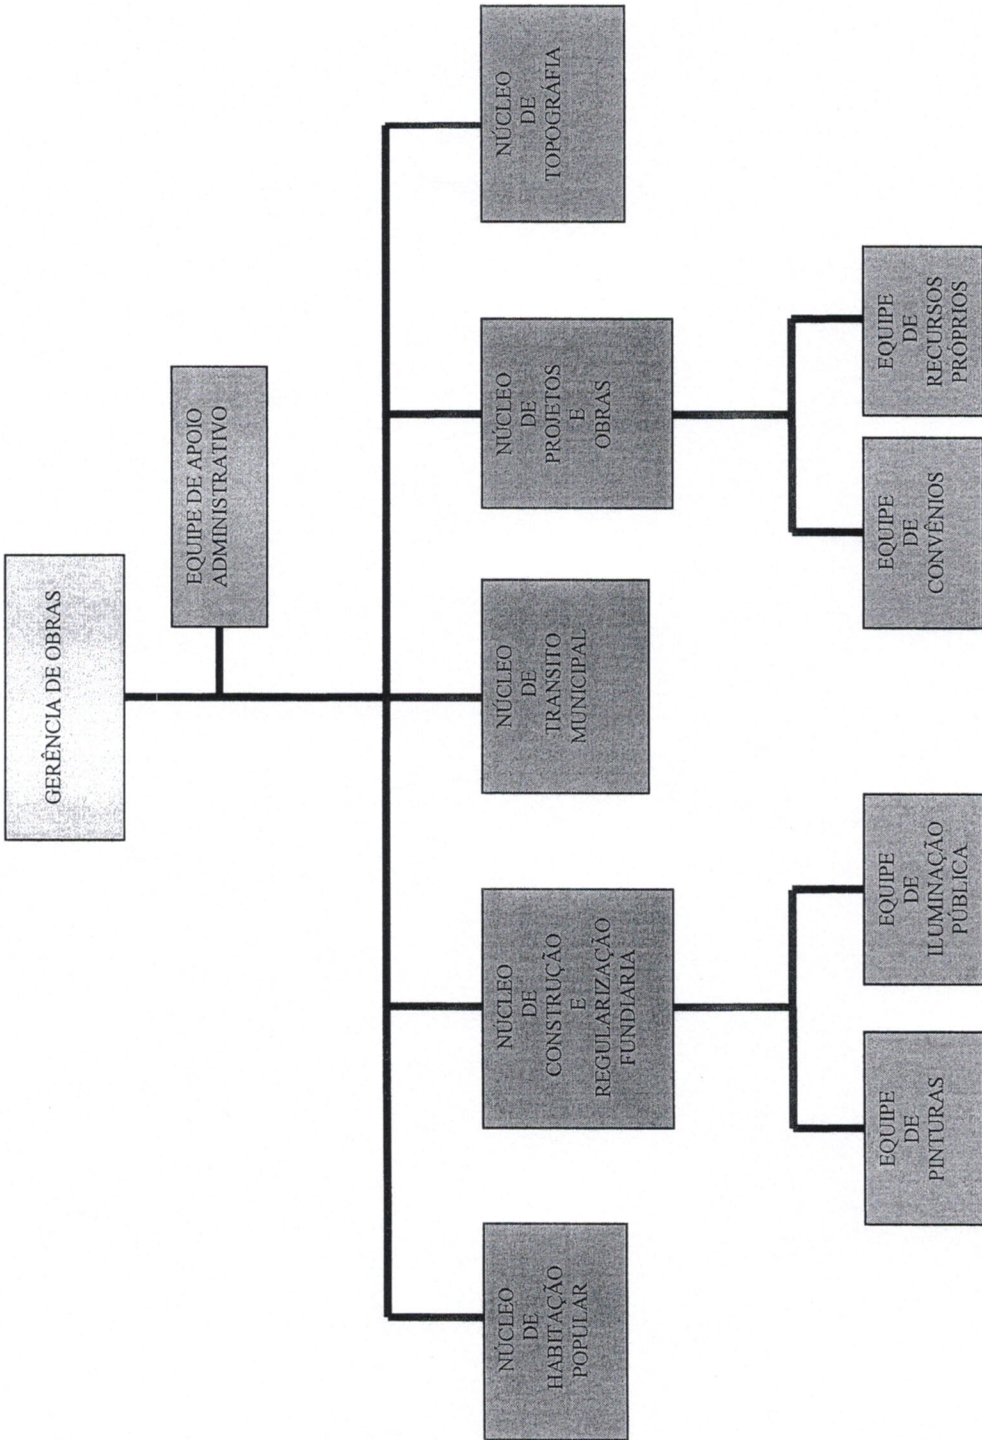 GERÊNCIA DE OBRAS
EQUIPE DE APOIO
ADMINISTRATIVO
NÚCLEO
DE
HABITAÇÃO
POPULAR
NÚCLEO
DE
CONSTRUÇÃO
E
REGULARIZAÇÃO
FUNDIARIA
NÚCLEO
DE
TRANSITO
MUNICIPAL
NÚCLEO
DE
PROJETOS
E
OBRAS
NÚCLEO
DE
TOPOGRÁFIA
EQUIPE
DE
PINTURAS
EQUIPE
DE
ILUMINAÇÃO
PÚBLICA
EQUIPE
DE
CONVÊNIOS
EQUIPE
DE
RECURSOS
PRÓPRIOS